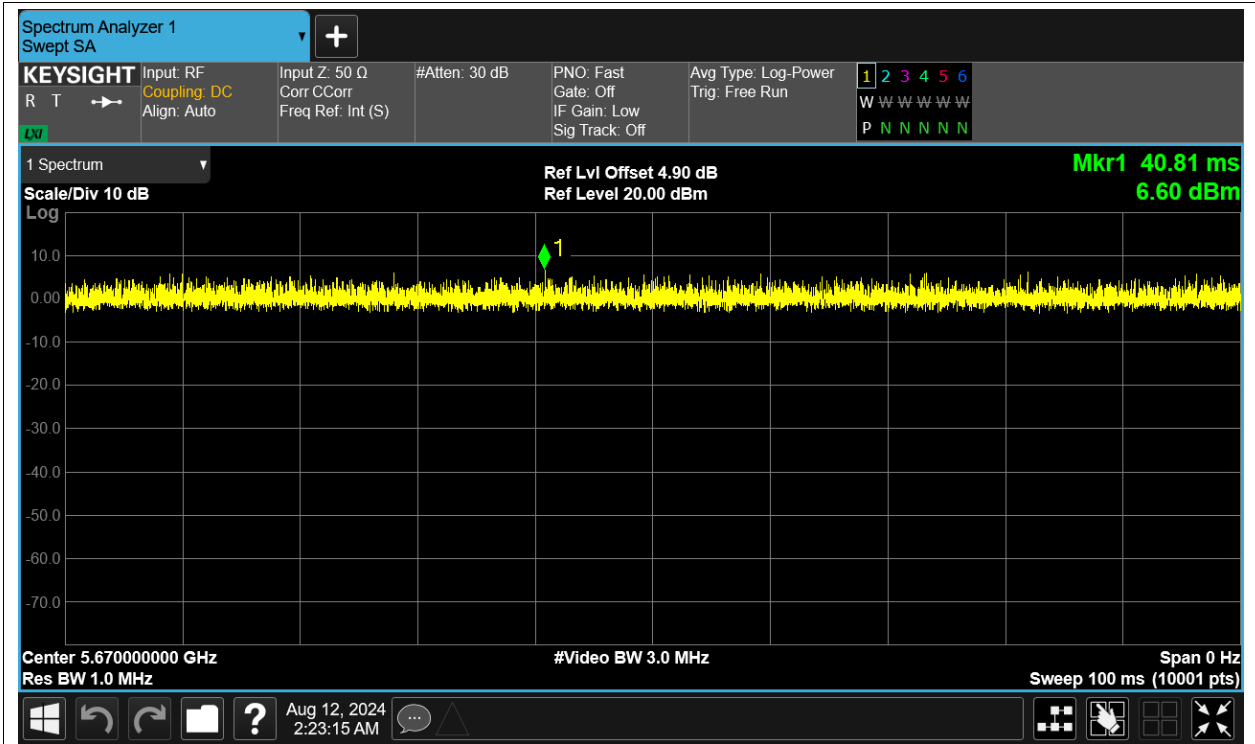 Spectrum Analyzer 1
Swept SA
KEYSIGHT
R T
LXI
Input: RF
Coupling: DC
Align: Auto
Input Z: 50 Ω
Corr CCorr
Freq Ref: Int (S)
#Atten: 30 dB
PNO: Fast
Gate: Off
IF Gain: Low
Sig Track: Off
Avg Type: Log-Power
Trig: Free Run
1 2 3 4 5 6
W W W W W W
P N N N N N
1 Spectrum
Scale/Div 10 dB
Ref Lvl Offset 4.90 dB
Ref Level 20.00 dBm
Mkr1 40.81 ms
6.60 dBm
Log
1
10.0
0.00
-10.0
-20.0
-30.0
-40.0
-50.0
-60.0
-70.0
Center 5.670000000 GHz
#Video BW 3.0 MHz
Span 0 Hz
Res BW 1.0 MHz
Sweep 100 ms (10001 pts)
?
Aug 12, 2024
2:23:15 AM